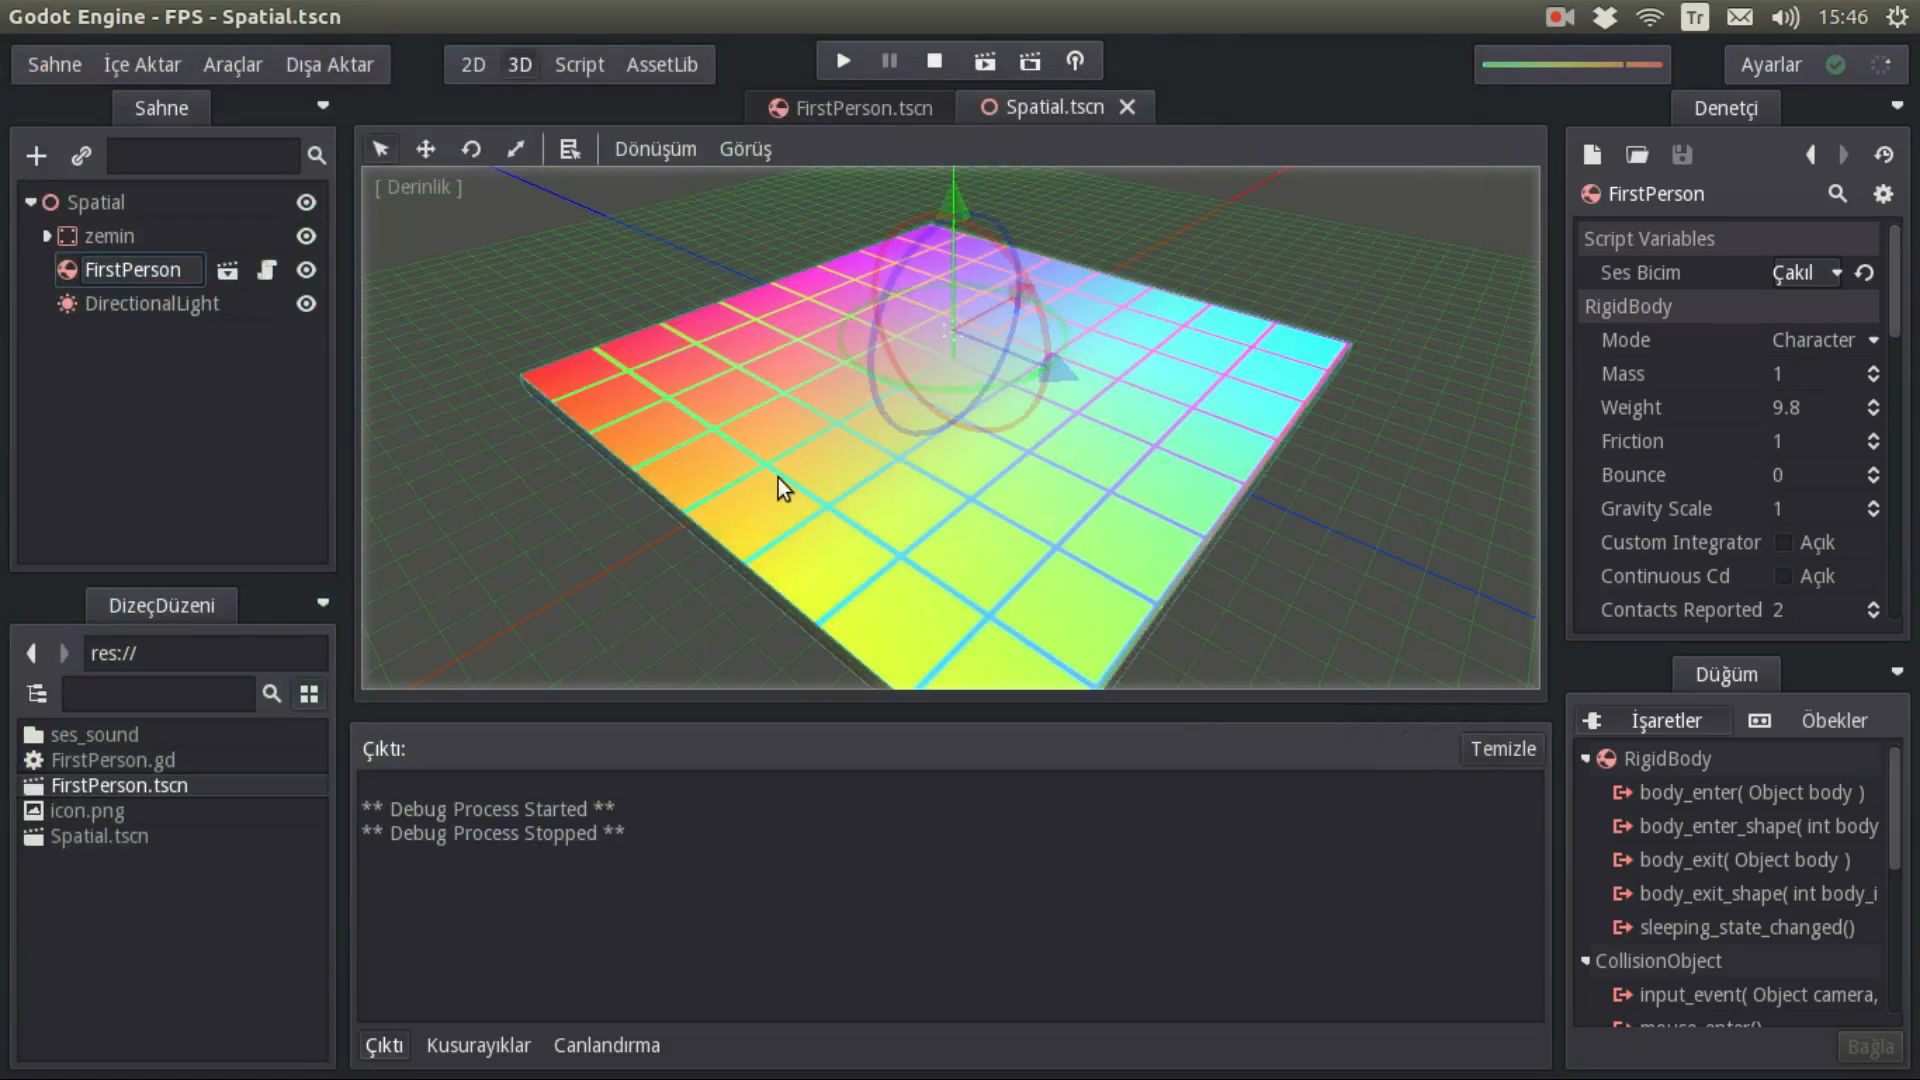 Godot Engine - FPS - Spatial.tscn
Tr
15:46
Sahne İçe Aktar Araçlar Dışa Aktar
2D 3D Script AssetLib
Ayarlar
Sahne
FirstPerson.tscn
Spatial.tscn
Denetçi
Dönüşüm Görüş
[ Derinlik ]
Spatial
zemin
FirstPerson
DirectionalLight
DizeçDüzeni
res://
ses_sound
FirstPerson.gd
FirstPerson.tscn
icon.png
Spatial.tscn
Çıktı:
Temizle
** Debug Process Started **
** Debug Process Stopped **
Çıktı Kusurayıklar Canlandırma
FirstPerson
Script Variables
Ses Bicim Çakıl
RigidBody
Mode Character
Mass 1
Weight 9.8
Friction 1
Bounce 0
Gravity Scale 1
Custom Integrator Açık
Continuous Cd Açık
Contacts Reported 2
Düğüm
İşaretler Öbekler
RigidBody
body_enter( Object body )
body_enter_shape( int body
body_exit( Object body )
body_exit_shape( int body_i
sleeping_state_changed()
CollisionObject
input_event( Object camera,
mouse_enter()
Bağla